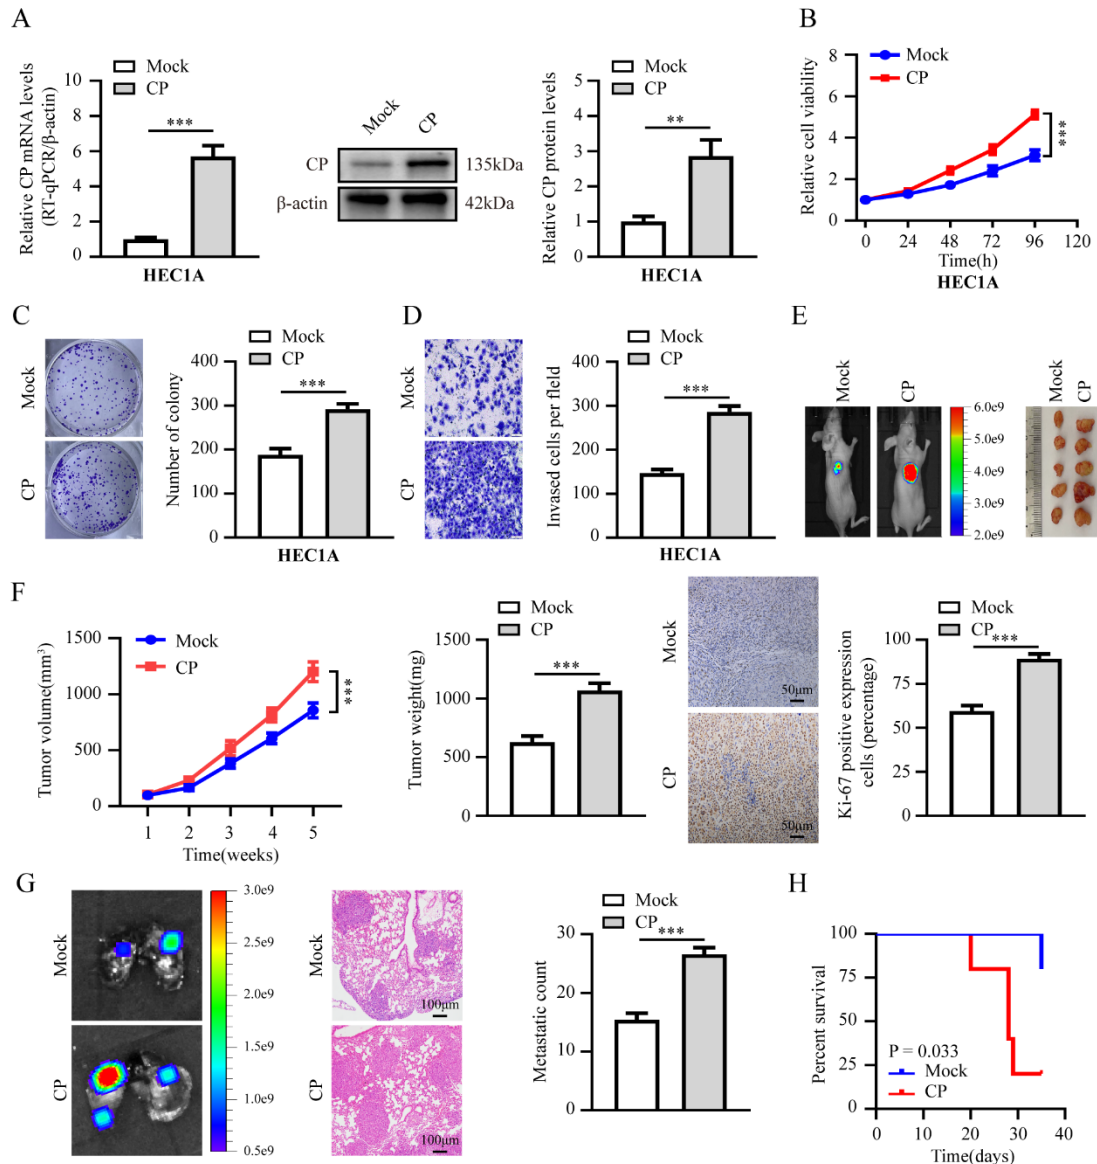 A
Relative CP mRNA levels
(RT-qPCR/β-actin)
10
8
6
4
2
0
Mock
CP
***
HEC1A
Mock
CP
CP
135kDa
β-actin
42kDa
Relative CP protein levels
5
4
3
2
1
0
Mock
CP
**
HEC1A
B
Relative cell viability
8
6
4
2
0
Mock
CP
***
0
24
48
72
96
120
Time(h)
HEC1A
C
Mock
CP
Number of colony
400
300
200
100
0
Mock
CP
***
HEC1A
D
Mock
CP
Invased cells per field
400
300
200
100
0
Mock
CP
***
HEC1A
E
Mock
CP
6.0e9
5.0e9
4.0e9
3.0e9
2.0e9
Mock
CP
F
Tumor volume(mm³)
1500
1000
500
0
Mock
CP
***
1
2
3
4
5
Time(weeks)
Tumor weight(mg)
1500
1000
500
0
Mock
CP
***
Mock
50μm
CP
50μm
Ki-67 positive expression
cells (percentage)
100
75
50
25
0
Mock
CP
***
G
Mock
CP
3.0e9
2.5e9
2.0e9
1.5e9
1.0e9
0.5e9
Mock
100μm
CP
100μm
Metastatic count
30
20
10
0
Mock
CP
***
H
Percent survival
100
75
50
25
0
P = 0.033
Mock
CP
0
10
20
30
40
Time(days)